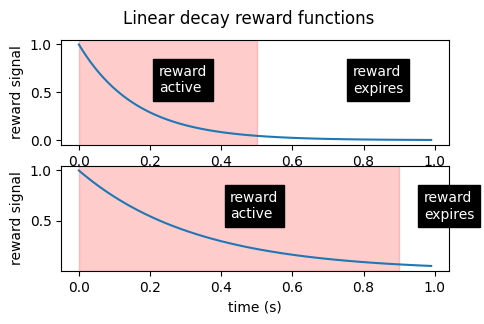 Linear decay reward functions
reward signal
1.0
0.5
0.0
reward
active
reward
expires
0.0 0.2 0.4 0.6 0.8 1.0
reward signal
1.0
0.5
reward
active
reward
expires
0.0 0.2 0.4 0.6 0.8 1.0
time (s)